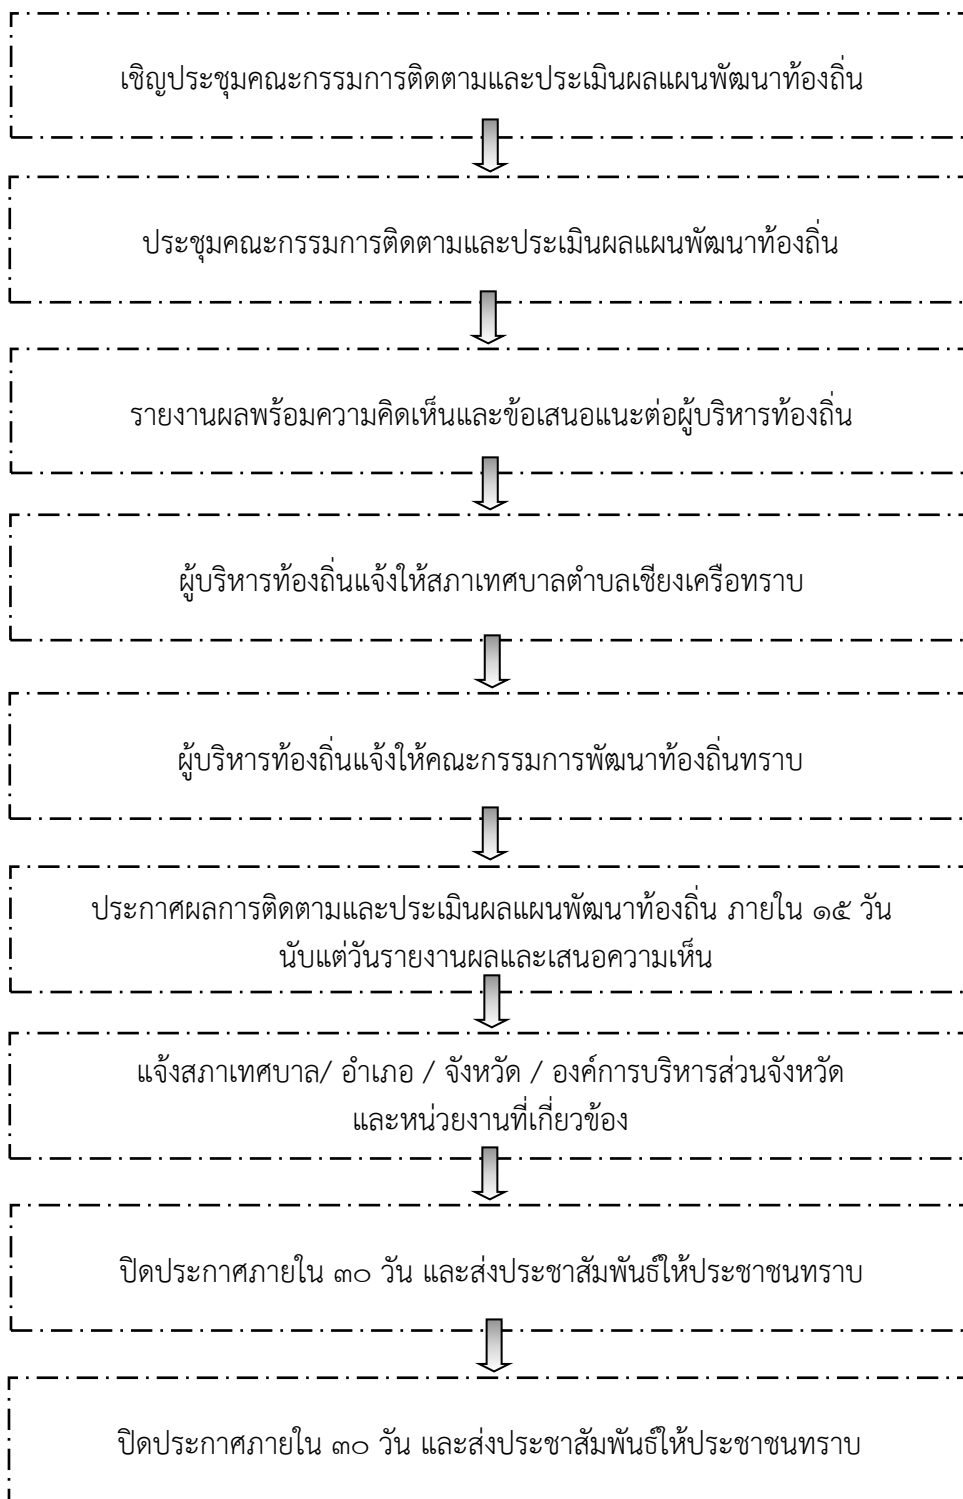 เชิญประชุมคณะกรรมการติดตามและประเมินผลแผนพัฒนาท้องถิ่น
ประชุมคณะกรรมการติดตามและประเมินผลแผนพัฒนาท้องถิ่น
รายงานผลพร้อมความคิดเห็นและข้อเสนอแนะต่อผู้บริหารท้องถิ่น
ผู้บริหารท้องถิ่นแจ้งให้สภาเทศบาลตำบลเชียงเครือทราบ
ผู้บริหารท้องถิ่นแจ้งให้คณะกรรมการพัฒนาท้องถิ่นทราบ
ประกาศผลการติดตามและประเมินผลแผนพัฒนาท้องถิ่น ภายใน ๑๕ วัน
นับแต่วันรายงานผลและเสนอความเห็น
แจ้งสภาเทศบาล/ อำเภอ / จังหวัด / องค์การบริหารส่วนจังหวัด
และหน่วยงานที่เกี่ยวข้อง
ปิดประกาศภายใน ๓๐ วัน และส่งประชาสัมพันธ์ให้ประชาชนทราบ
ปิดประกาศภายใน ๓๐ วัน และส่งประชาสัมพันธ์ให้ประชาชนทราบ